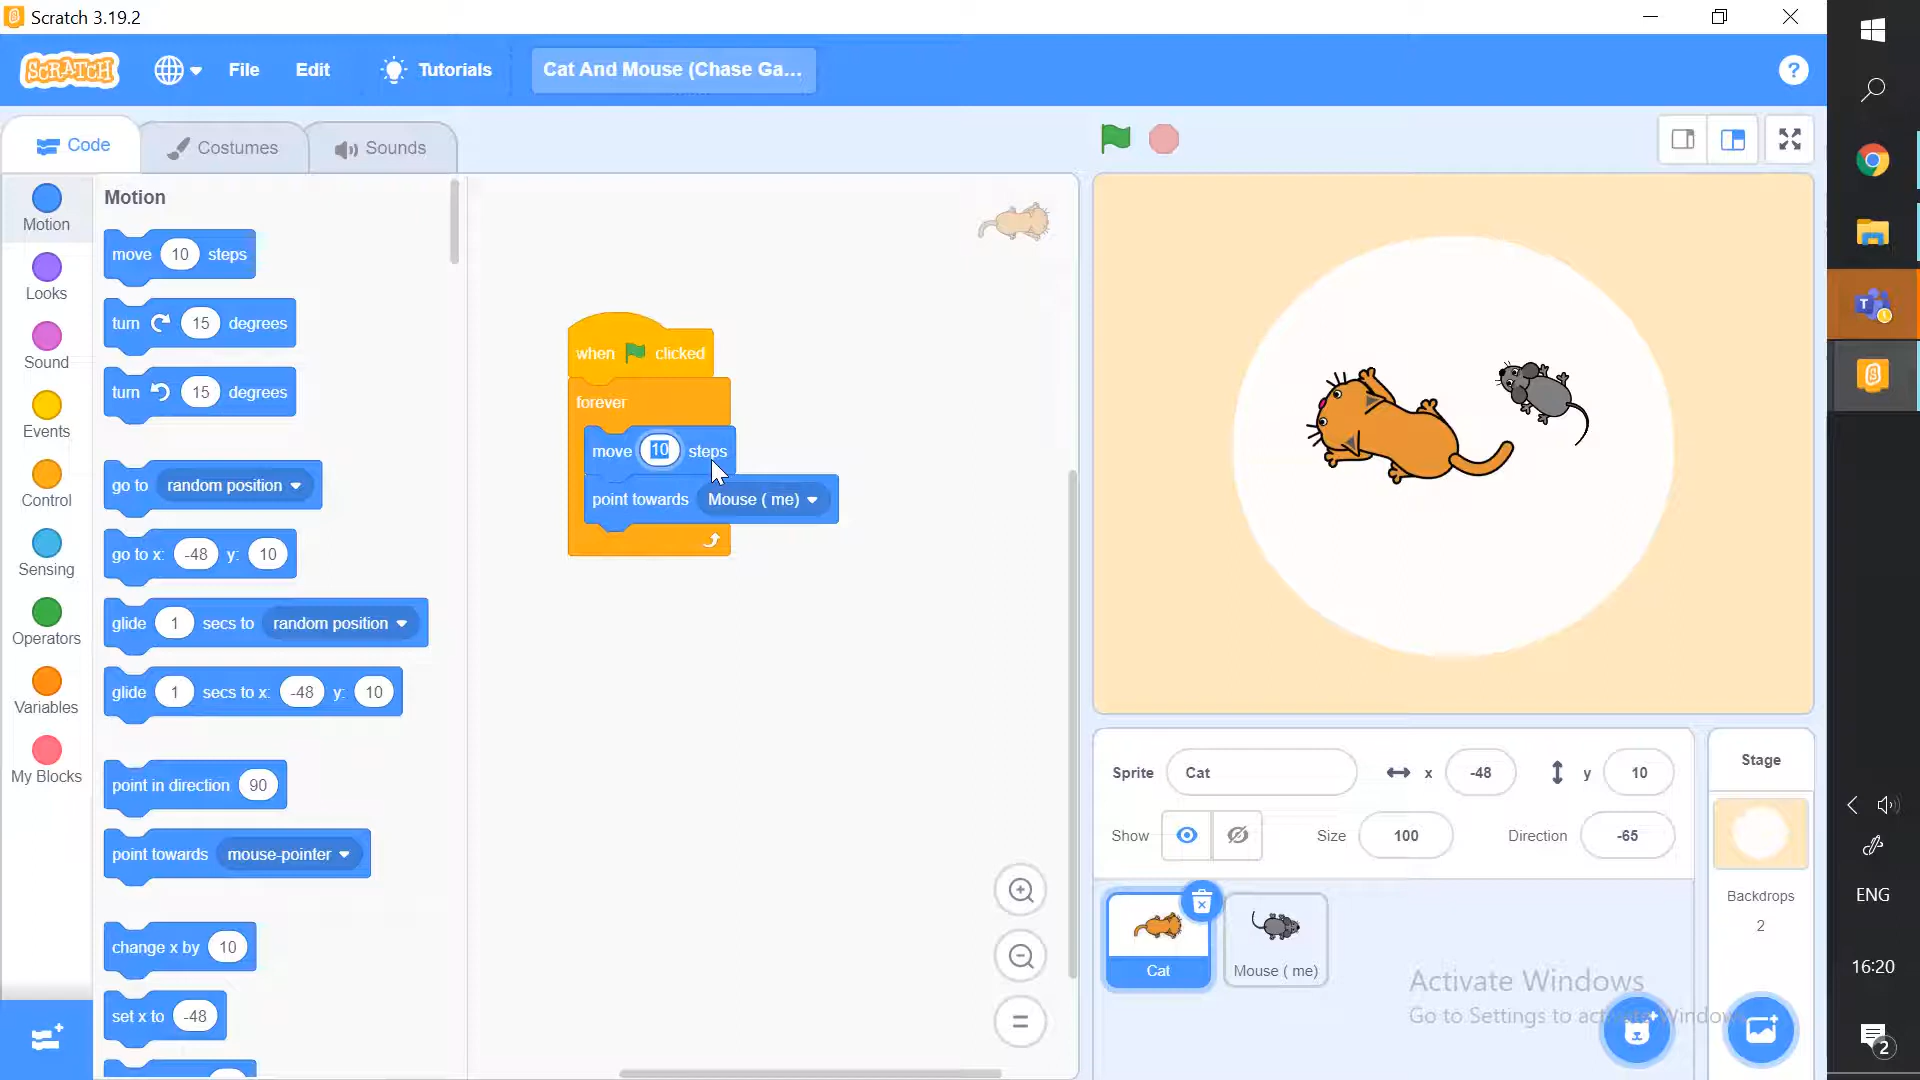 Scratch 3.19.2
SCRATCH
File
Edit
Tutorials
Cat And Mouse (Chase Ga...
?
Code
Costumes
Sounds
Motion
Looks
Sound
Events
Control
Sensing
Operators
Variables
My Blocks
Motion
move 10 steps
turn 15 degrees
turn 15 degrees
go to random position
go to x: -48 y: 10
glide 1 secs to random position
glide 1 secs to x: -48 y: 10
point in direction 90
point towards mouse-pointer
change x by 10
set x to -48
when clicked
forever
move 10 steps
point towards Mouse ( me)
Sprite Cat x -48 y 10
Show Size 100 Direction -65
Cat
Mouse ( me)
Stage
Backdrops
2
Activate Windows
Go to Settings to activate Windows
T
ENG
16:20
2